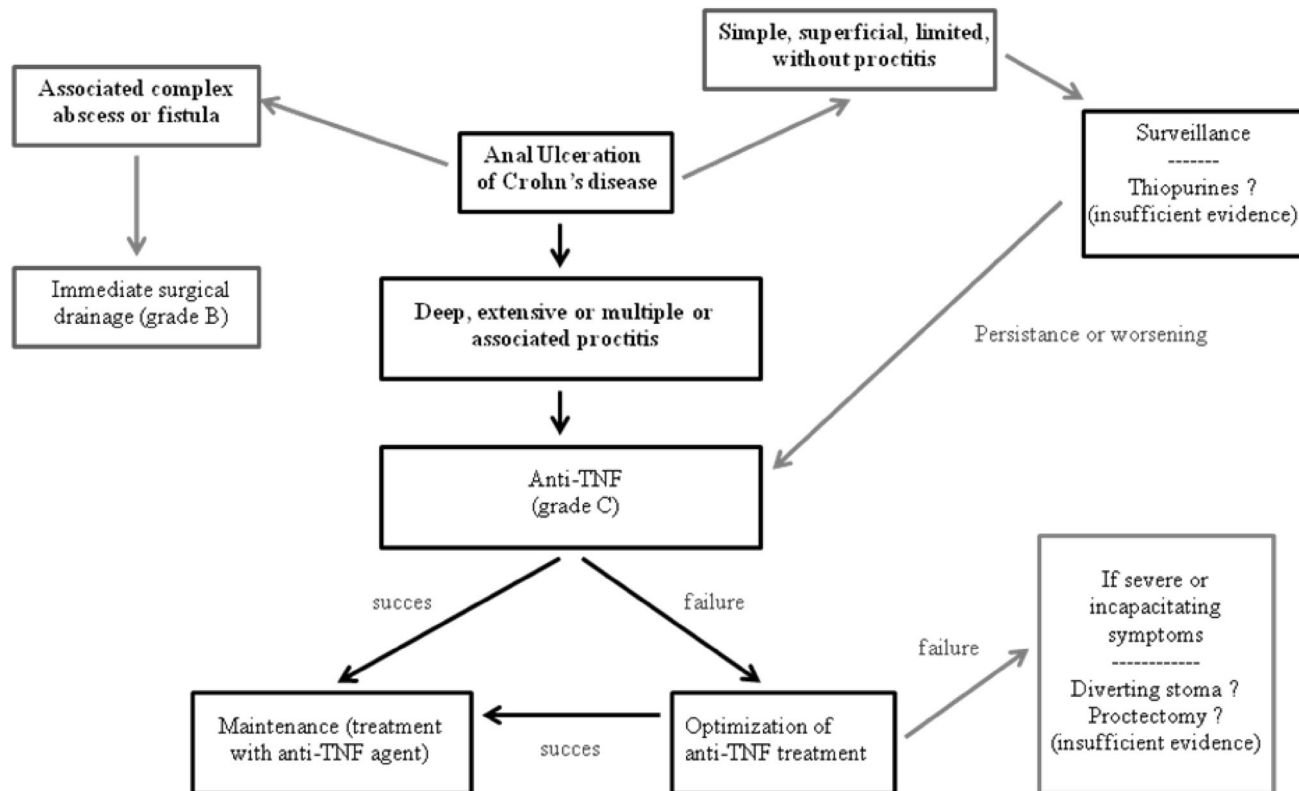 Simple, superficial, limited,
without proctitis
Associated complex
abscess or fistula
Anal Ulceration
of Crohn’s disease
Surveillance
-------
Thiopurines ?
(insufficient evidence)
Immediate surgical
drainage (grade B)
Deep, extensive or multiple or
associated proctitis
Persistance or worsening
Anti-TNF
(grade C)
succes
failure
If severe or
incapacitating
symptoms
------------
Diverting stoma ?
Proctectomy ?
(insufficient evidence)
failure
Maintenance (treatment
with anti-TNF agent)
succes
Optimization of
anti-TNF treatment